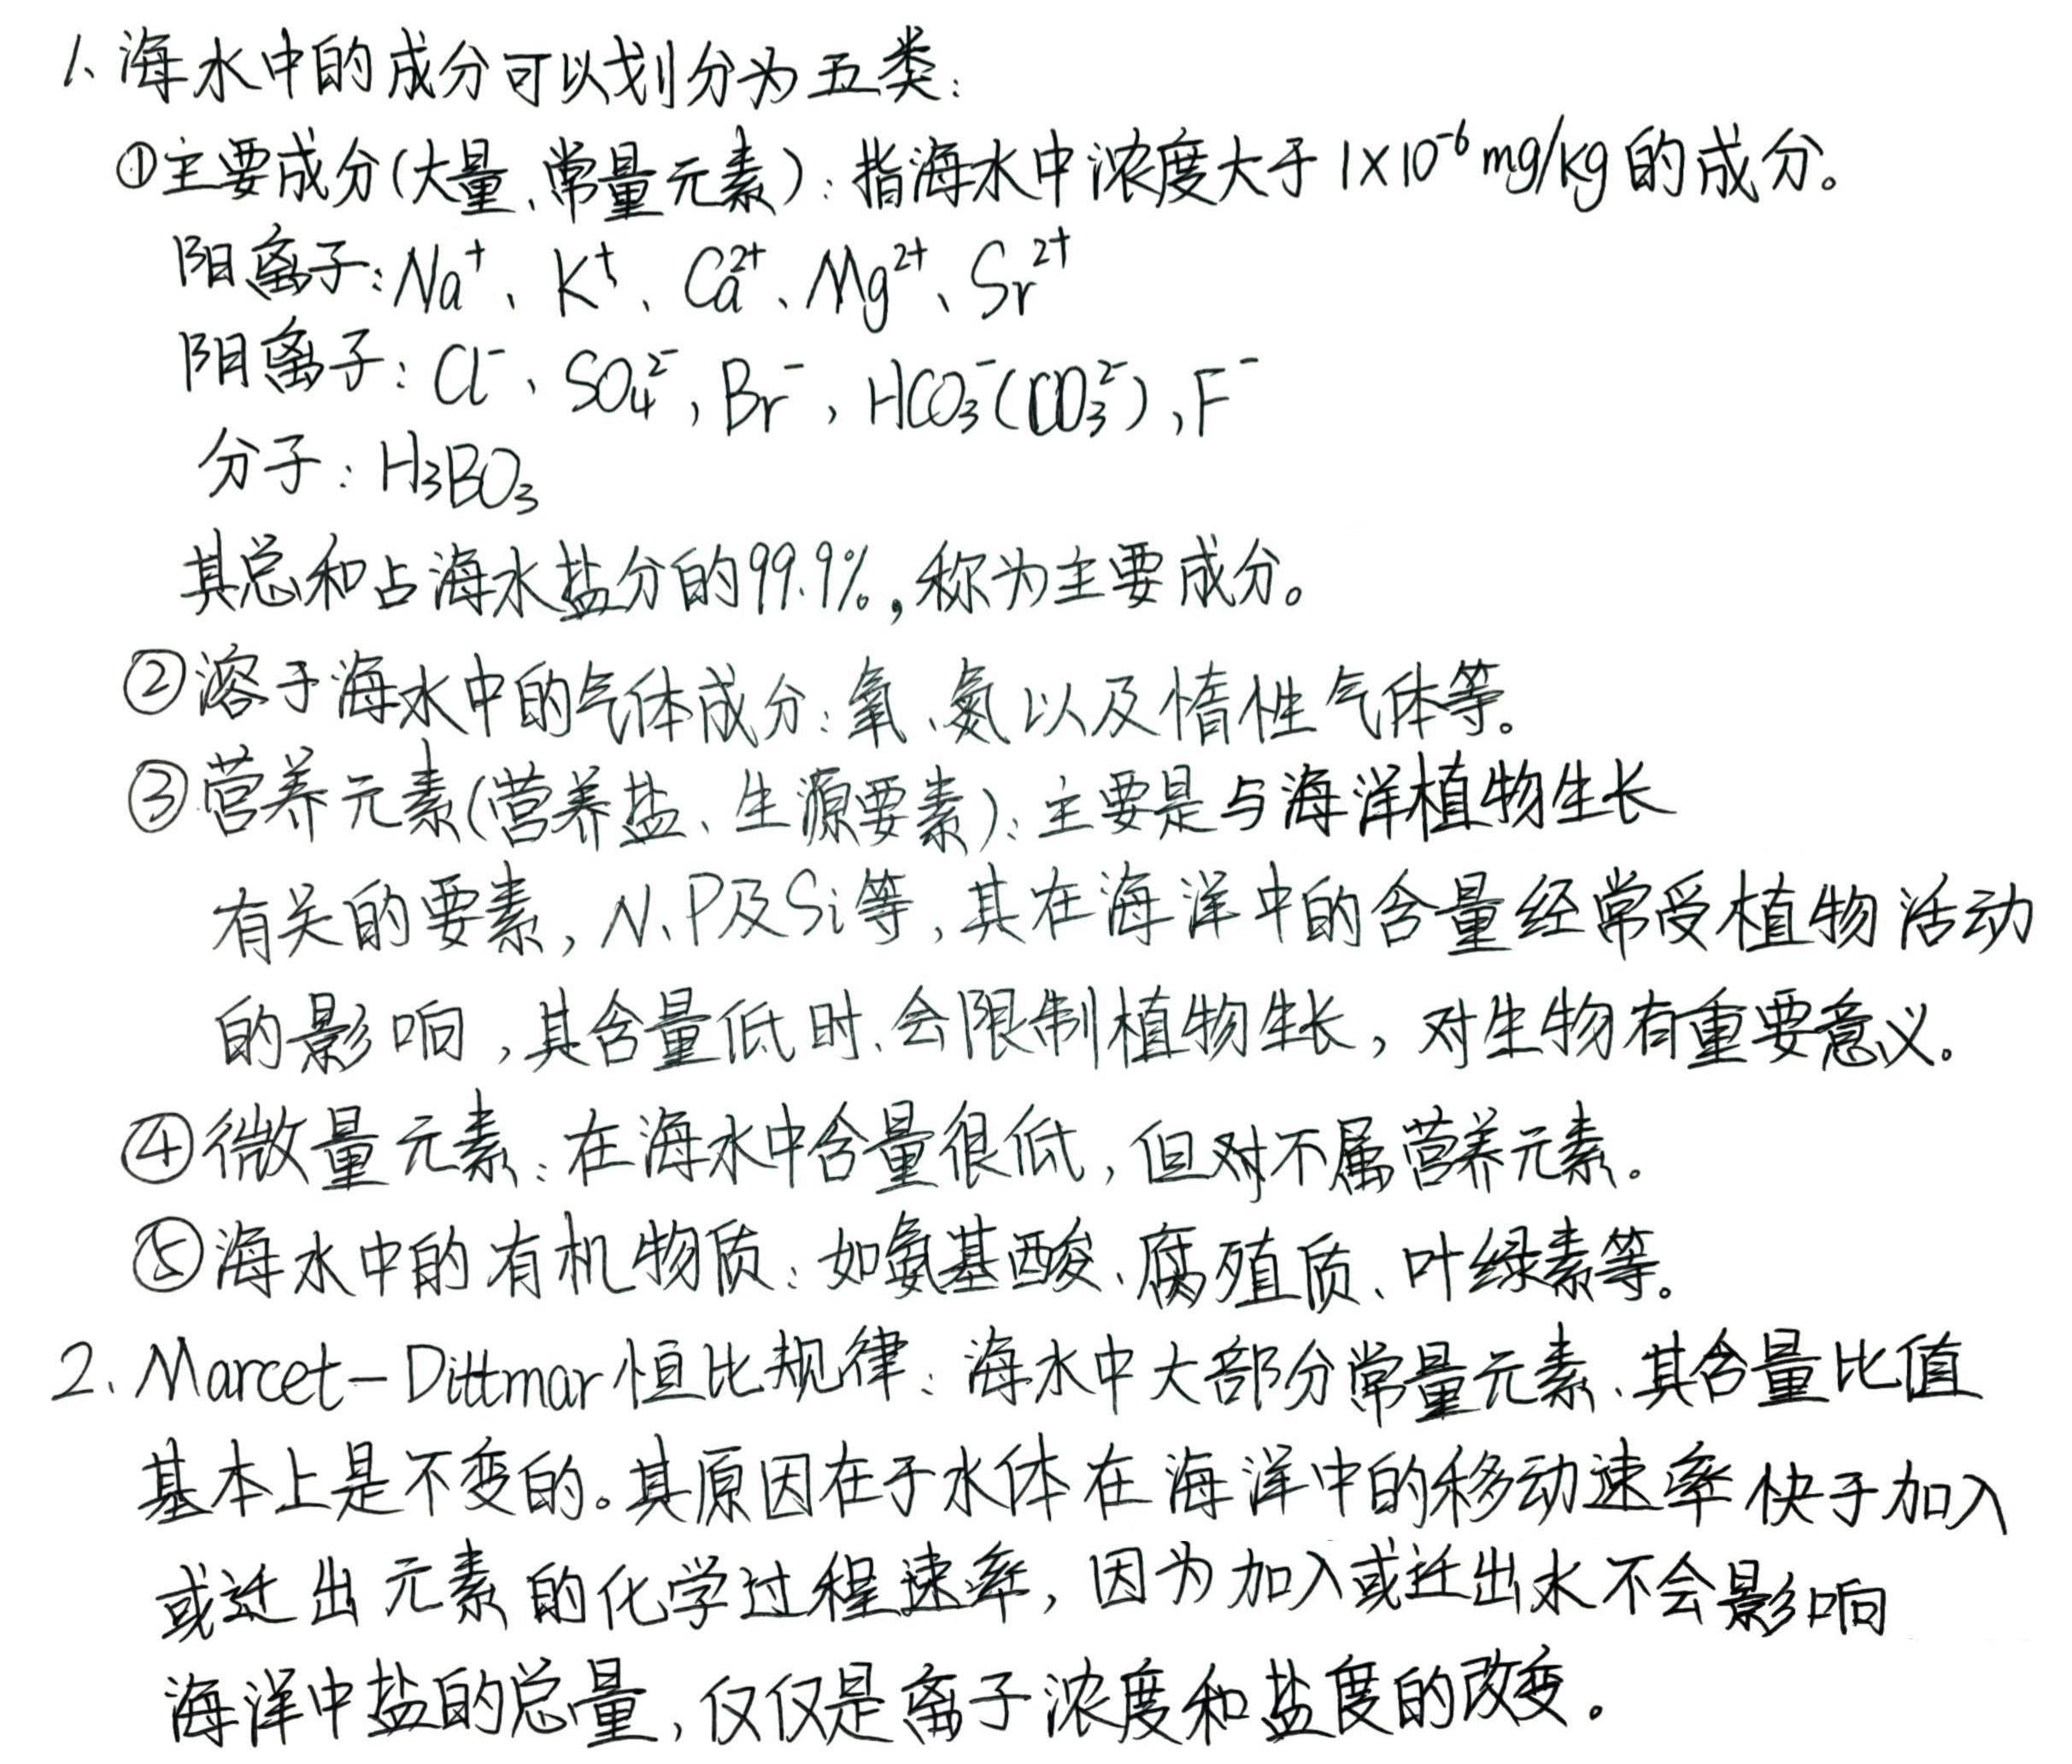 1、海水中的成分可以划分为五类：
①主要成分(大量、常量元素)：指海水中浓度大于1×10⁻⁶mg/kg的成分。
阳离子：Na⁺、K⁺、Ca²⁺、Mg²⁺、Sr²⁺
阴离子：Cl⁻、SO₄²⁻，Br⁻，HCO₃⁻(CO₃²⁻)，F⁻
分子：H₃BO₃
其总和占海水盐分的99.9%，称为主要成分。
②溶于海水中的气体成分：氧、氮以及惰性气体等。
③营养元素(营养盐、生源要素)：主要是与海洋植物生长
有关的要素，N、P及Si等，其在海洋中的含量经常受植物活动
的影响，其含量低时、会限制植物生长，对生物有重要意义。
④微量元素：在海水中含量很低，但对不属营养元素。
⑤海水中的有机物质：如氨基酸、腐殖质、叶绿素等。
2、Marcet-Dittmar恒比规律：海水中大部分常量元素、其含量比值
基本上是不变的。其原因在于水体在海洋中的移动速率快于加入
或迁出元素的化学过程速率，因为加入或迁出水不会影响
海洋中盐的总量，仅仅是离子浓度和盐度的改变。